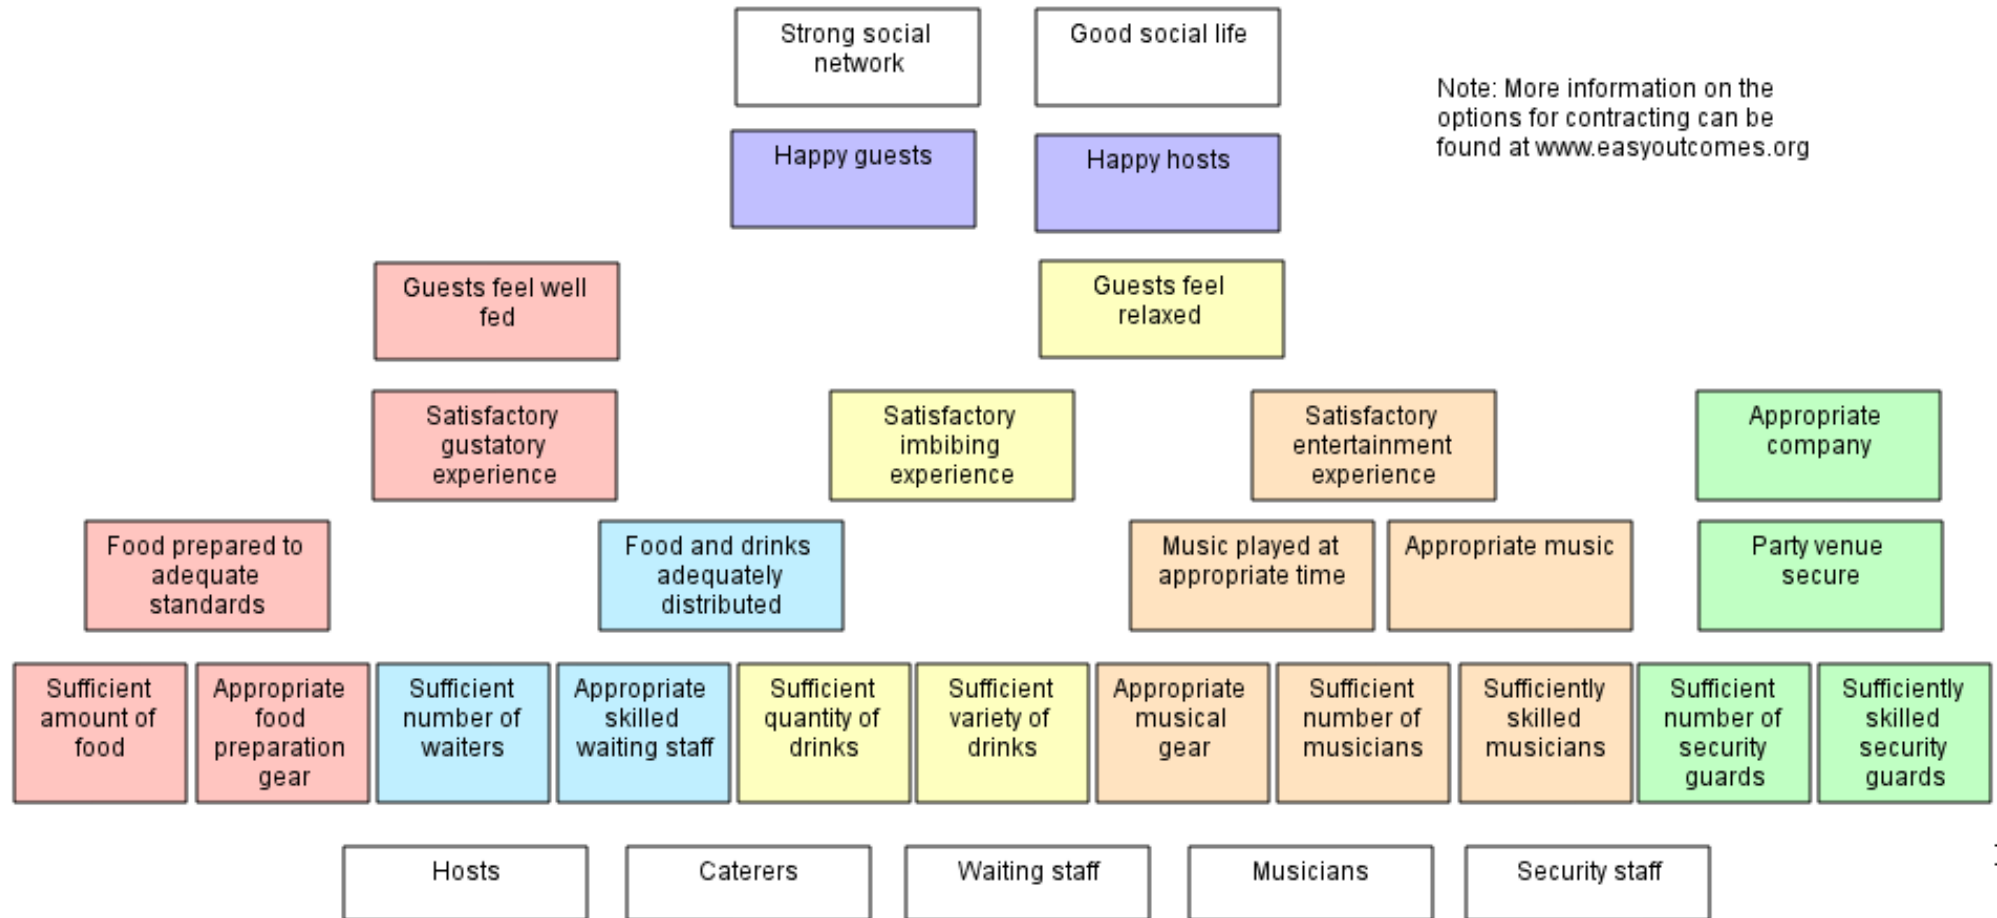 Strong social
network
Good social life
Note: More information on the
options for contracting can be
found at www.easyoutcomes.org
Happy guests
Happy hosts
Guests feel well
fed
Guests feel
relaxed
Satisfactory
gustatory
experience
Satisfactory
imbibing
experience
Satisfactory
entertainment
experience
Appropriate
company
Food prepared to
adequate
standards
Food and drinks
adequately
distributed
Music played at
appropriate time
Appropriate music
Party venue
secure
Sufficient
amount of
food
Appropriate
food
preparation
gear
Sufficient
number of
waiters
Appropriate
skilled
waiting staff
Sufficient
quantity of
drinks
Sufficient
variety of
drinks
Appropriate
musical
gear
Sufficient
number of
musicians
Sufficiently
skilled
musicians
Sufficient
number of
security
guards
Sufficiently
skilled
security
guards
Hosts
Caterers
Waiting staff
Musicians
Security staff